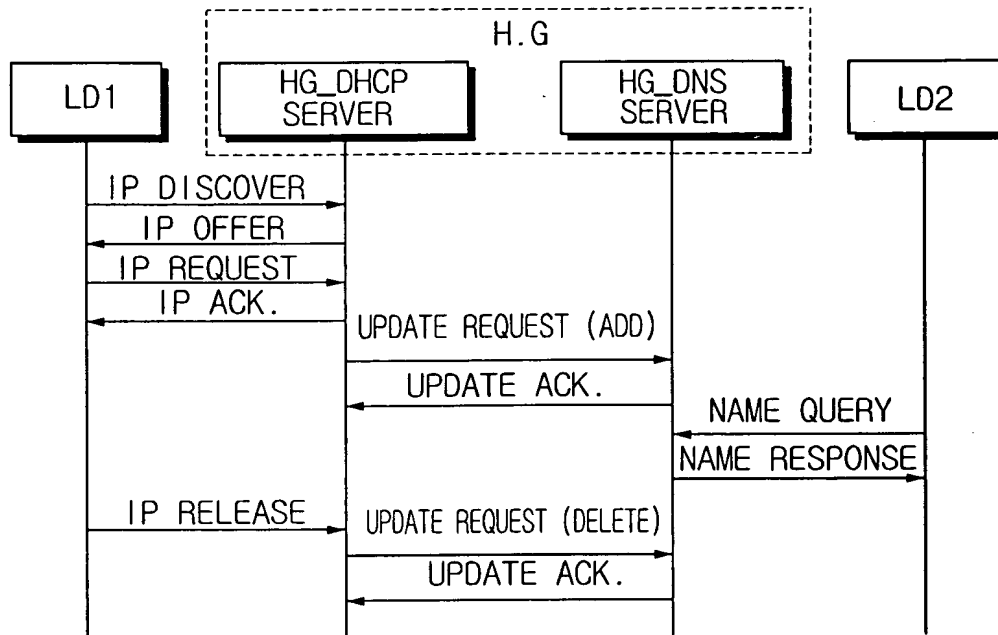 H.G
LD1
HG_DHCP
SERVER
HG_DNS
SERVER
LD2
IP DISCOVER
IP OFFER
IP REQUEST
IP ACK.
UPDATE REQUEST (ADD)
UPDATE ACK.
NAME QUERY
NAME RESPONSE
IP RELEASE
UPDATE REQUEST (DELETE)
UPDATE ACK.